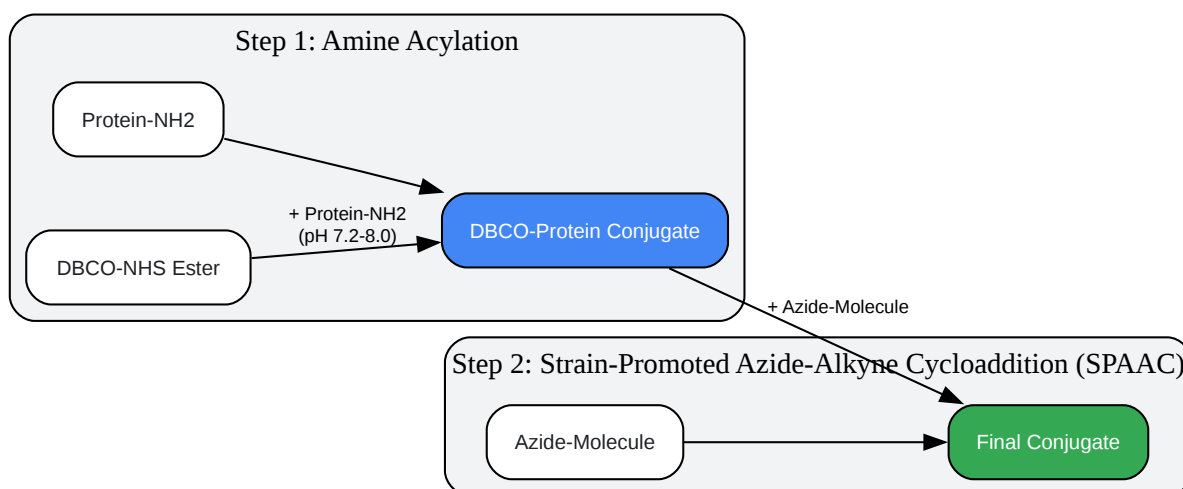 Step 1: Amine Acylation
Protein-NH2
+ Protein-NH2
(pH 7.2-8.0)
DBCO-Protein Conjugate
DBCO-NHS Ester
+ Azide-Molecule
Step 2: Strain-Promoted Azide-Alkyne Cycloaddition (SPAAC)
Azide-Molecule
Final Conjugate